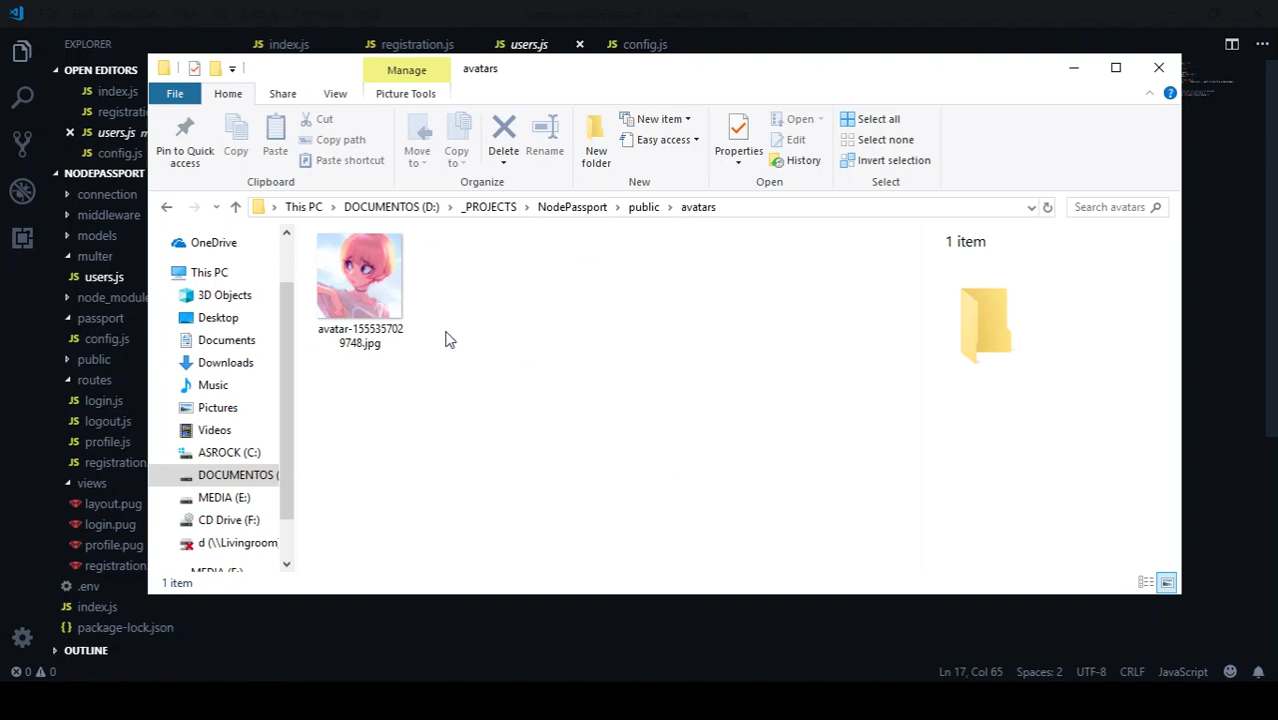 EXPLORER
index.js
registration.js
users.js
config.js
OPEN EDITORS
index.js
registratio
users.js m
config.js
NODEPASSPORT
connection
middleware
models
multer
users.js
node_module
passport
config.js
public
routes
login.js
logout.js
profile.js
registration.
views
layout.pug
login.pug
profile.pug
registration.
.env
index.js
package-lock.json
OUTLINE
Manage
avatars
File
Home
Share
View
Picture Tools
Pin to Quick
access
Copy
Paste
Cut
Copy path
Paste shortcut
Clipboard
Move
to
Copy
to
Delete
Rename
Organize
New
folder
New item
Easy access
New
Properties
Open
Edit
History
Open
Select all
Select none
Invert selection
Select
This PC
DOCUMENTOS (D:)
_PROJECTS
NodePassport
public
avatars
Search avatars
OneDrive
This PC
3D Objects
Desktop
Documents
Downloads
Music
Pictures
Videos
ASROCK (C:)
DOCUMENTOS (
MEDIA (E:)
CD Drive (F:)
d (\\Livingroom
avatar-155535702
9748.jpg
1 item
1 item
0
0
Ln 17, Col 65
Spaces: 2
UTF-8
CRLF
JavaScript